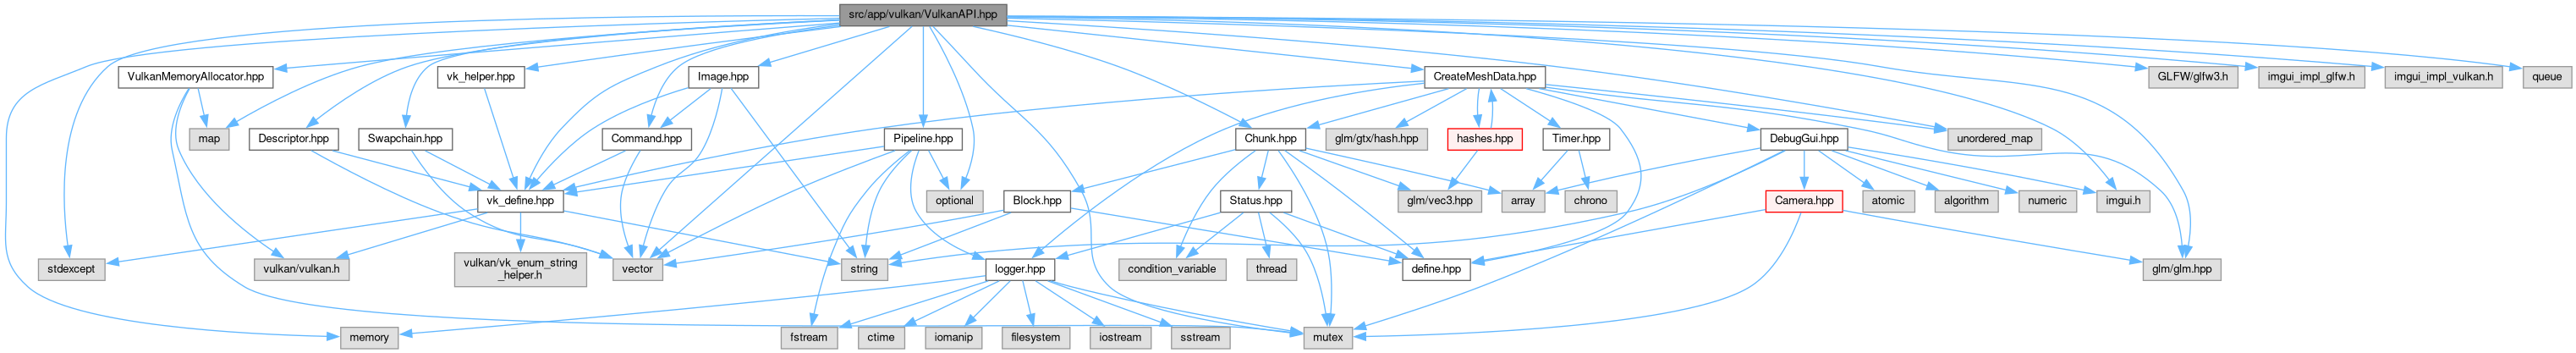 src/app/vulkan/VulkanAPI.hpp
VulkanMemoryAllocator.hpp
vk_helper.hpp
Image.hpp
CreateMeshData.hpp
GLFW/glfw3.h
imgui_impl_glfw.h
imgui_impl_vulkan.h
queue
map
Descriptor.hpp
Swapchain.hpp
Command.hpp
Pipeline.hpp
Chunk.hpp
glm/gtx/hash.hpp
hashes.hpp
Timer.hpp
DebugGui.hpp
unordered_map
vk_define.hpp
optional
Block.hpp
Status.hpp
glm/vec3.hpp
array
chrono
Camera.hpp
atomic
algorithm
numeric
imgui.h
stdexcept
vulkan/vulkan.h
vulkan/vk_enum_string
_helper.h
vector
string
logger.hpp
condition_variable
thread
define.hpp
glm/glm.hpp
memory
fstream
ctime
iomanip
filesystem
iostream
sstream
mutex